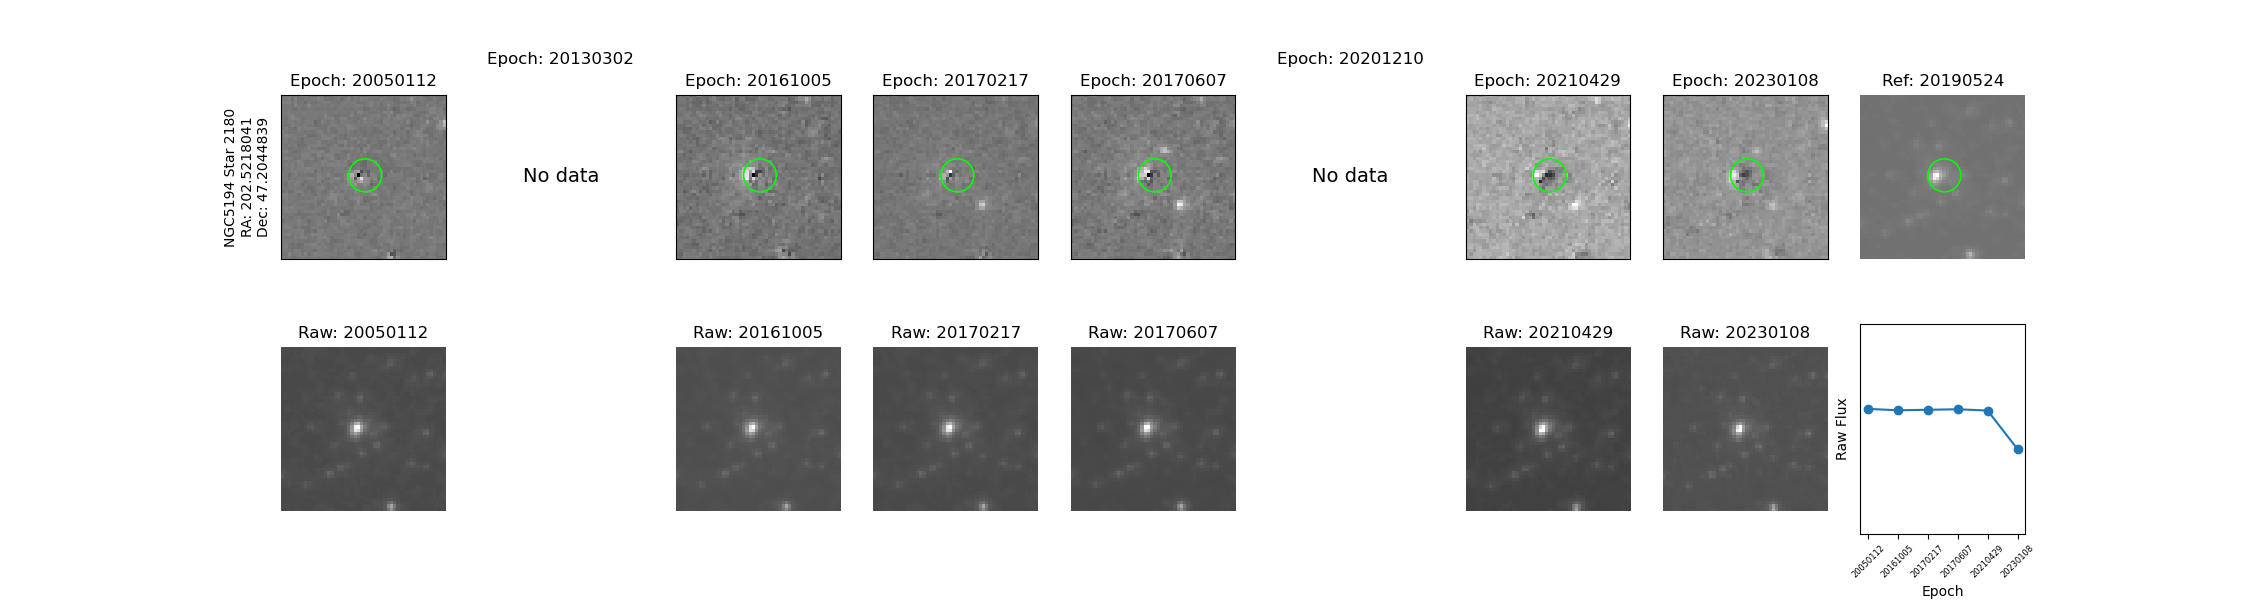 Epoch: 20130302
Epoch: 20201210
Epoch: 20050112
Epoch: 20161005
Epoch: 20170217
Epoch: 20170607
Epoch: 20210429
Epoch: 20230108
Ref: 20190524
NGC5194 Star 2180
RA: 202.5218041
Dec: 47.2044839
No data
No data
Raw: 20050112
Raw: 20161005
Raw: 20170217
Raw: 20170607
Raw: 20210429
Raw: 20230108
Raw Flux
20050112
20161005
20170217
20170607
20210429
20230108
Epoch